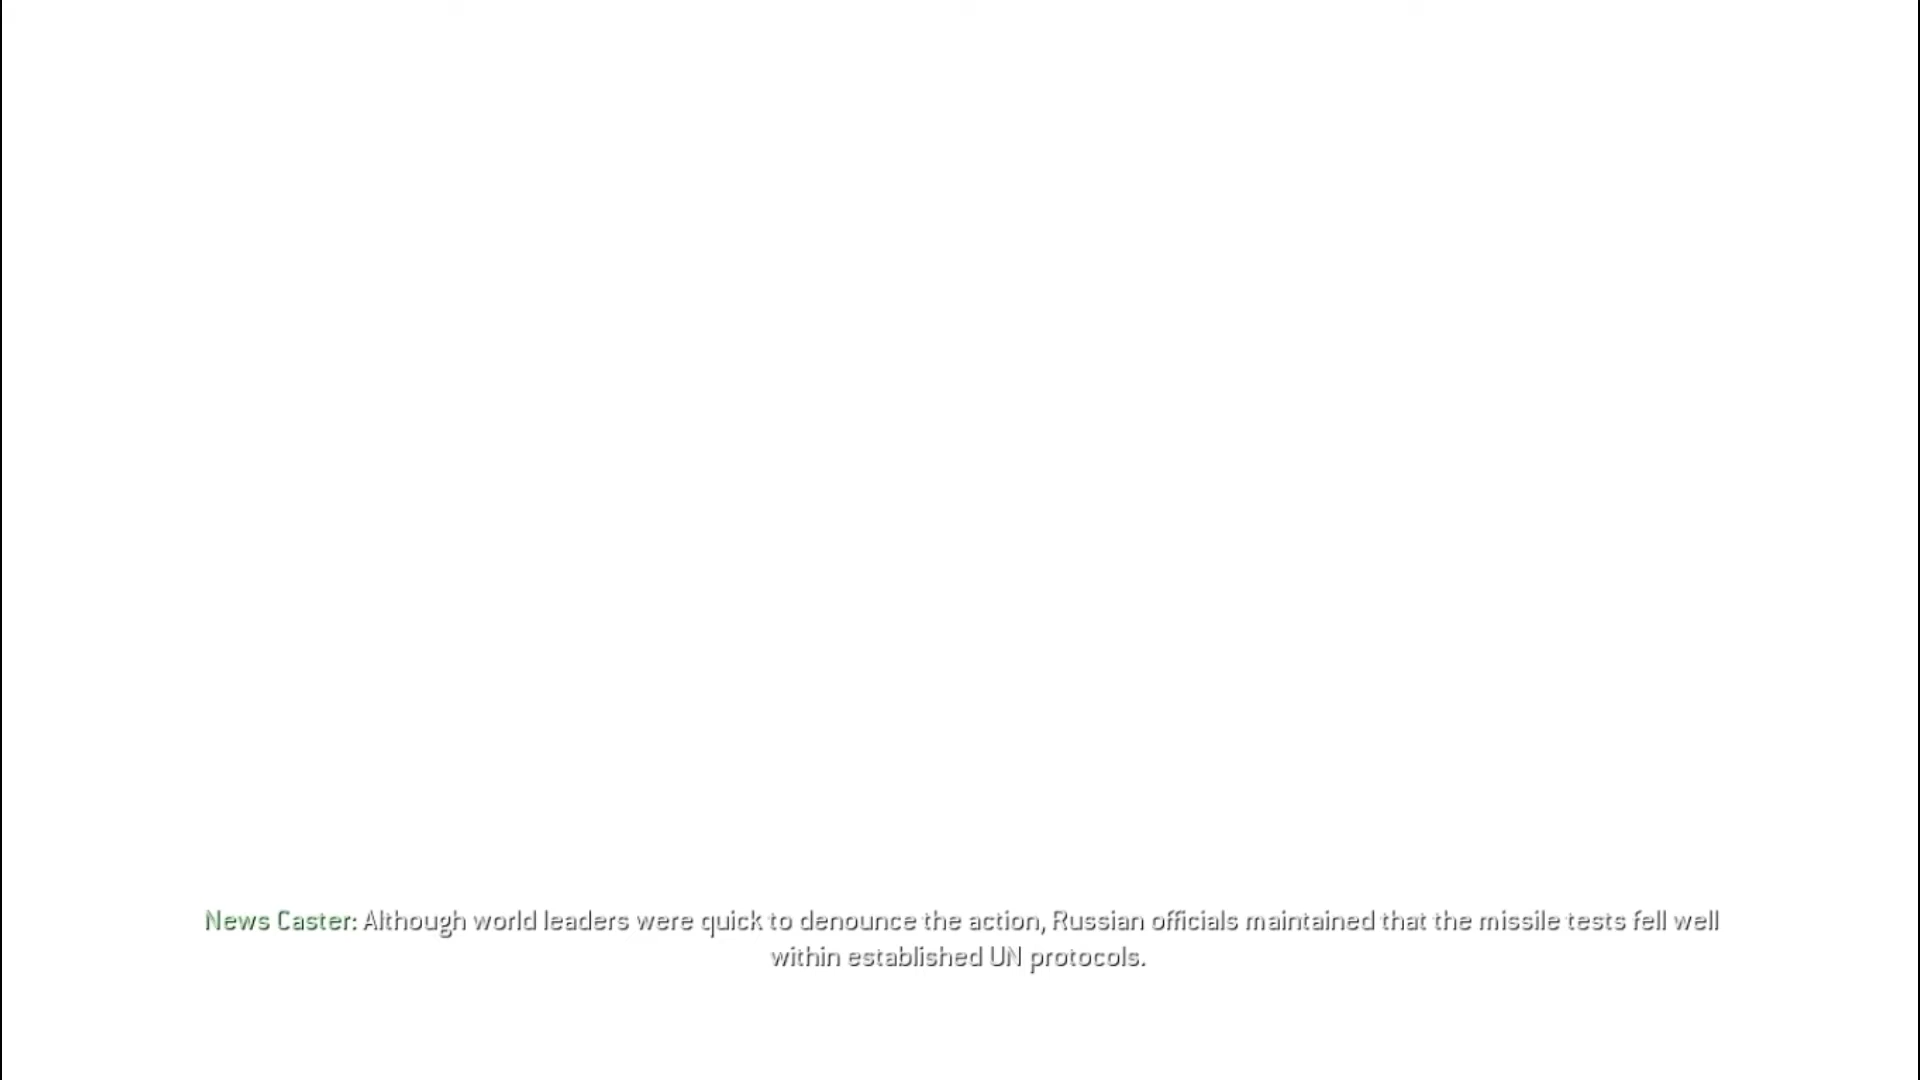 News Caster: Although world leaders were quick to denounce the action, Russian officials maintained that the missile tests fell well
within established UN protocols.